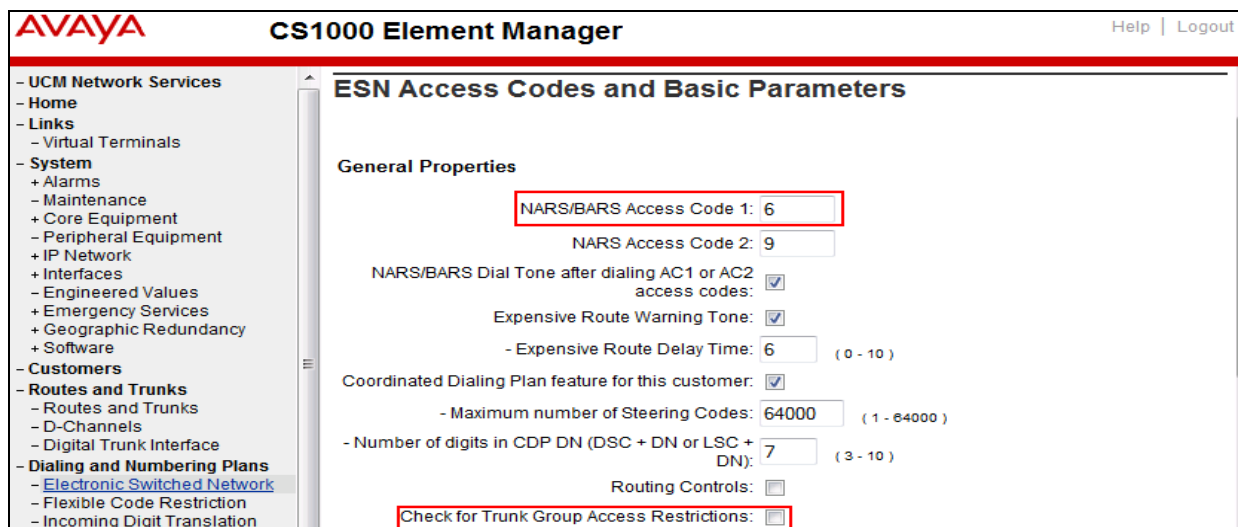 AVAYA
CS1000 Element Manager
Help | Logout
– UCM Network Services
– Home
– Links
– Virtual Terminals
– System
+ Alarms
– Maintenance
+ Core Equipment
– Peripheral Equipment
+ IP Network
+ Interfaces
– Engineered Values
+ Emergency Services
+ Geographic Redundancy
+ Software
– Customers
– Routes and Trunks
– Routes and Trunks
– D-Channels
– Digital Trunk Interface
– Dialing and Numbering Plans
– Electronic Switched Network
– Flexible Code Restriction
– Incoming Digit Translation
ESN Access Codes and Basic Parameters
General Properties
NARS/BARS Access Code 1: 6
NARS Access Code 2: 9
NARS/BARS Dial Tone after dialing AC1 or AC2
access codes:
Expensive Route Warning Tone:
- Expensive Route Delay Time: 6 ( 0 - 10 )
Coordinated Dialing Plan feature for this customer:
- Maximum number of Steering Codes: 64000 ( 1 - 64000 )
- Number of digits in CDP DN (DSC + DN or LSC +
DN): 7 ( 3 - 10 )
Routing Controls:
Check for Trunk Group Access Restrictions: